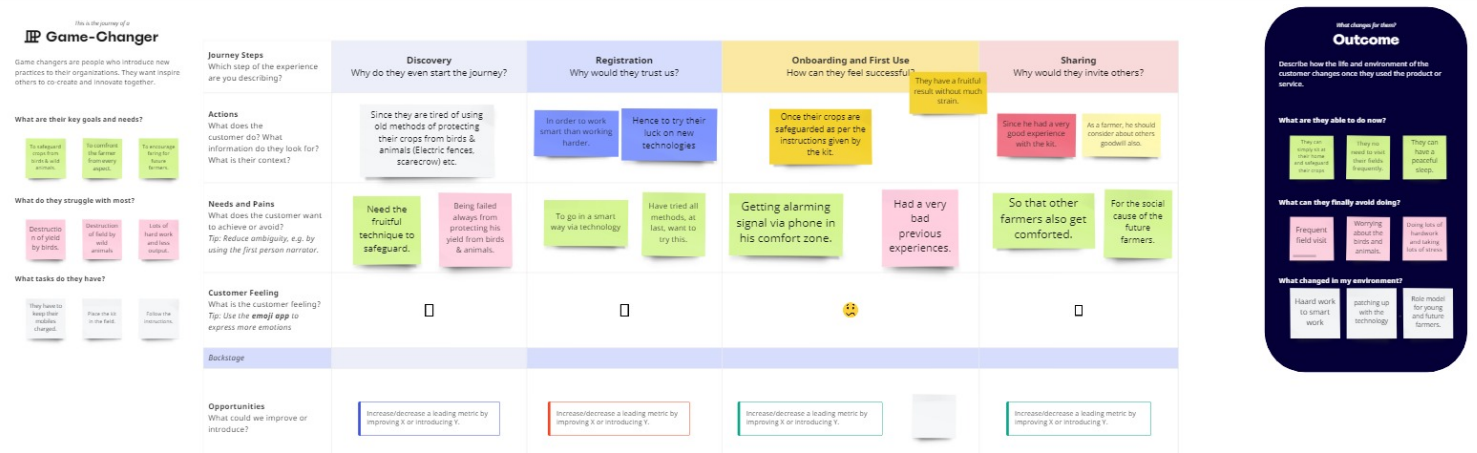 This is the journey of a
Game-Changer
Game changers are people who introduce new
practices to their organizations. They want inspire
others to co-create and innovate together.
What are their key goals and needs?
To safeguard
crops from
birds & wild
animals.
To comfront
the farmer
from every
aspect.
To encourage
faring for
future
farmers.
What do they struggle with most?
Destructio
n of yield
by birds.
Destruction
of field by
wild
animals
Lots of
hard work
and less
output.
What tasks do they have?
They have to
keep their
mobiles
charged.
Place the kit
in the field.
Follow the
instructions.
Journey Steps
Which step of the experience
are you describing?
Discovery
Why do they even start the journey?
Registration
Why would they trust us?
Onboarding and First Use
How can they feel successful?
Sharing
Why would they invite others?
They have a fruitful
result without much
strain.
Actions
What does the
customer do? What
information do they look for?
What is their context?
Since they are tired of using
old methods of protecting
their crops from birds &
animals (Electric fences,
scarecrow) etc.
In order to work
smart than working
harder.
Hence to try their
luck on new
technologies
Once their crops are
safeguarded as per the
instructions given by
the kit.
Since he had a very
good experience
with the kit.
As a farmer, he should
consider about others
goodwill also.
Needs and Pains
What does the customer want
to achieve or avoid?
Tip: Reduce ambiguity, e.g. by
using the first person narrator.
Need the
fruitful
technique to
safeguard.
Being failed
always from
protecting his
yield from birds
& animals.
To go in a smart
way via technology
Have tried all
methods, at
last, want to
try this.
Getting alarming
signal via phone in
his comfort zone.
Had a very
bad
previous
experiences.
So that other
farmers also get
comforted.
For the social
cause of the
future
farmers.
Customer Feeling
What is the customer feeling?
Tip: Use the emoji app to
express more emotions
Backstage
Opportunities
What could we improve or
introduce?
Increase/decrease a leading metric by
improving X or introducing Y.
Increase/decrease a leading metric by
improving X or introducing Y.
Increase/decrease a leading metric by
improving X or introducing Y.
Increase/decrease a leading metric by
improving X or introducing Y.
What changes for them?
Outcome
Describe how the life and environment of the
customer changes once they used the product or
service.
What are they able to do now?
They can
simply sit at
their home
and safeguard
their crops
They no
need to visit
their fields
frequently.
They can
have a
peaceful
sleep.
What can they finally avoid doing?
Frequent
field visit
Worrying
about the
birds and
animals.
Doing lots of
hardwork
and taking
lots of stress
What changed in my environment?
Haard work
to smart
work
patching up
with the
technology
Role model
for young
and future
farmers.